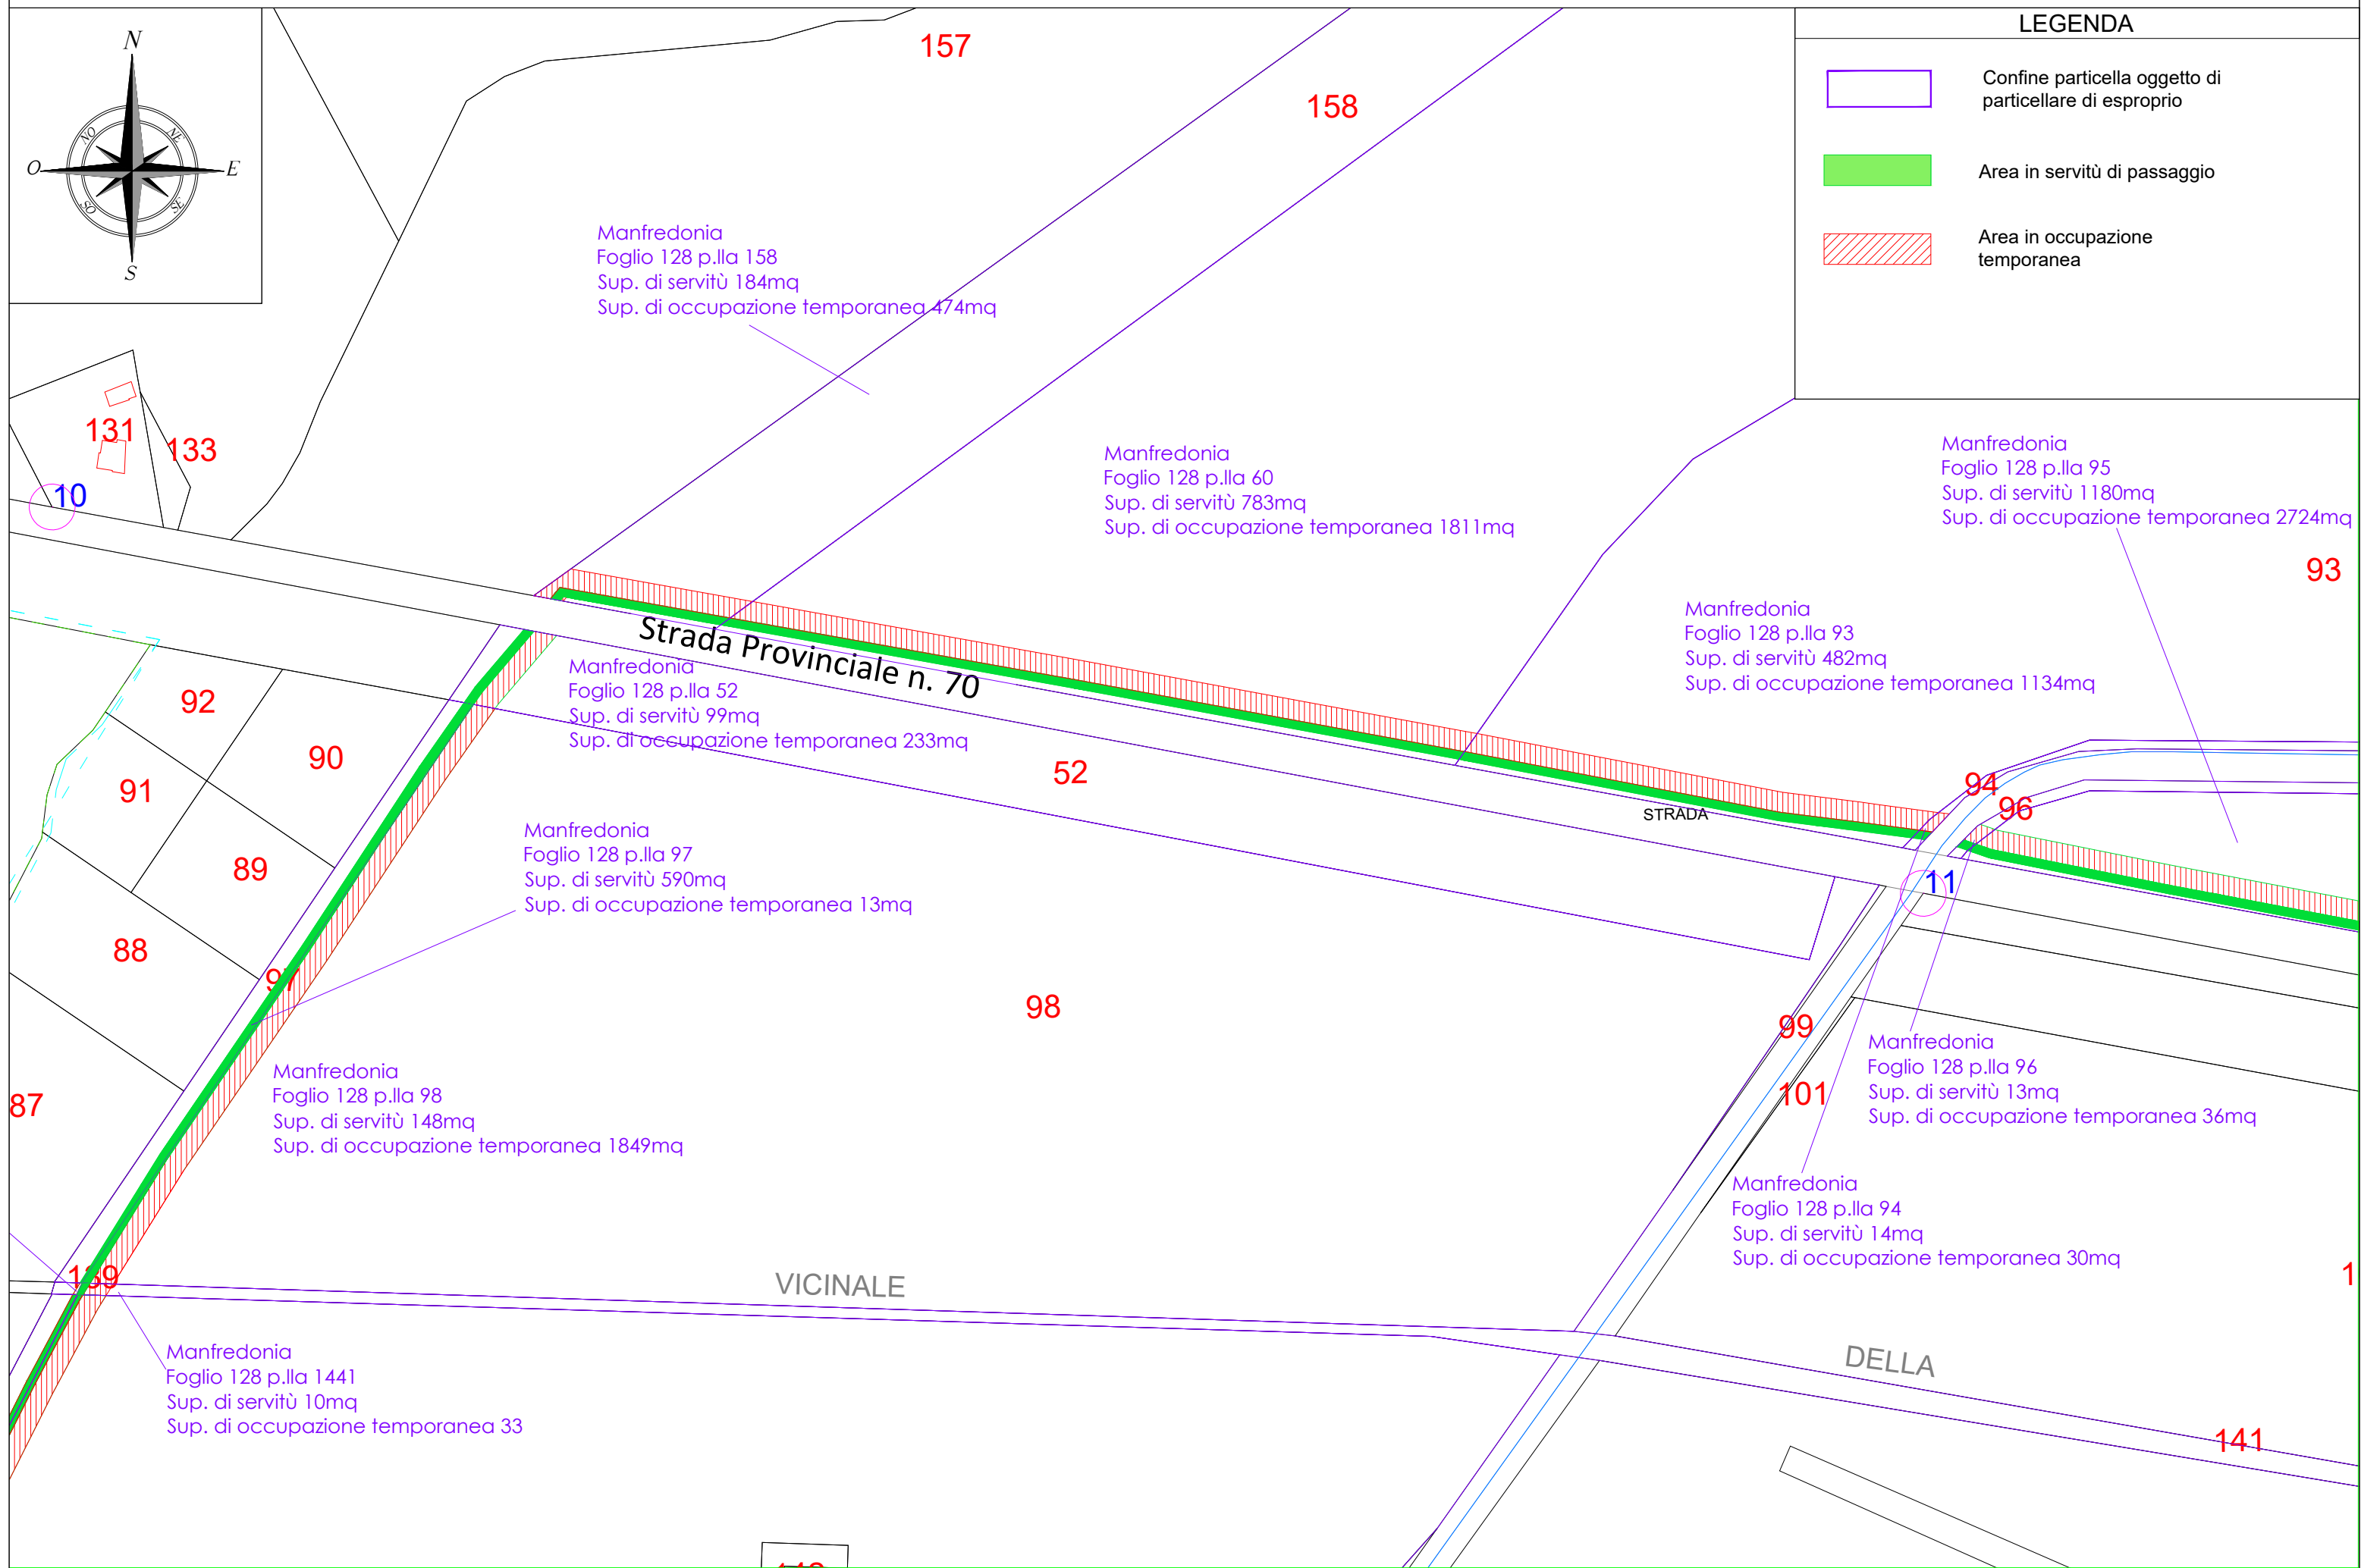 N
NO
NE
O
E
SO
SE
S
157
158
LEGENDA
Confine particella oggetto di
particellare di esproprio
Area in servitù di passaggio
Area in occupazione
temporanea
Manfredonia
Foglio 128 p.lla 158
Sup. di servitù 184mq
Sup. di occupazione temporanea 474mq
131
133
10
Manfredonia
Foglio 128 p.lla 60
Sup. di servitù 783mq
Sup. di occupazione temporanea 1811mq
Manfredonia
Foglio 128 p.lla 95
Sup. di servitù 1180mq
Sup. di occupazione temporanea 2724mq
93
Manfredonia
Foglio 128 p.lla 93
Sup. di servitù 482mq
Sup. di occupazione temporanea 1134mq
Strada Provinciale n. 70
Manfredonia
Foglio 128 p.lla 52
Sup. di servitù 99mq
Sup. di occupazione temporanea 233mq
92
90
91
89
88
52
94
96
STRADA
Manfredonia
Foglio 128 p.lla 97
Sup. di servitù 590mq
Sup. di occupazione temporanea 13mq
11
97
98
99
101
87
Manfredonia
Foglio 128 p.lla 98
Sup. di servitù 148mq
Sup. di occupazione temporanea 1849mq
Manfredonia
Foglio 128 p.lla 96
Sup. di servitù 13mq
Sup. di occupazione temporanea 36mq
Manfredonia
Foglio 128 p.lla 94
Sup. di servitù 14mq
Sup. di occupazione temporanea 30mq
139
VICINALE
1
Manfredonia
Foglio 128 p.lla 1441
Sup. di servitù 10mq
Sup. di occupazione temporanea 33
DELLA
141